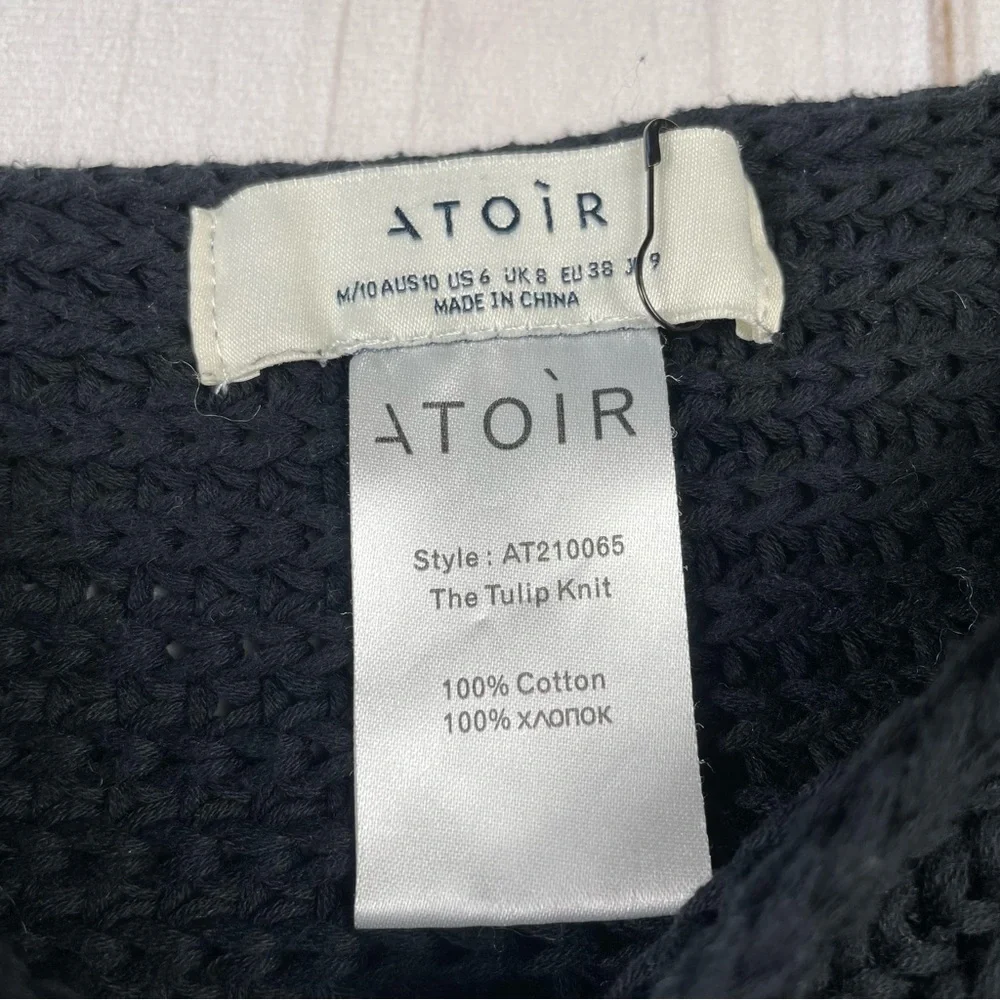 ATOÌR
M/10 AUS10 US 6 UK 8 EU 38 9
MADE IN CHINA
ATOÌR
Style : AT210065
The Tulip Knit
100% Cotton
100% хлопок